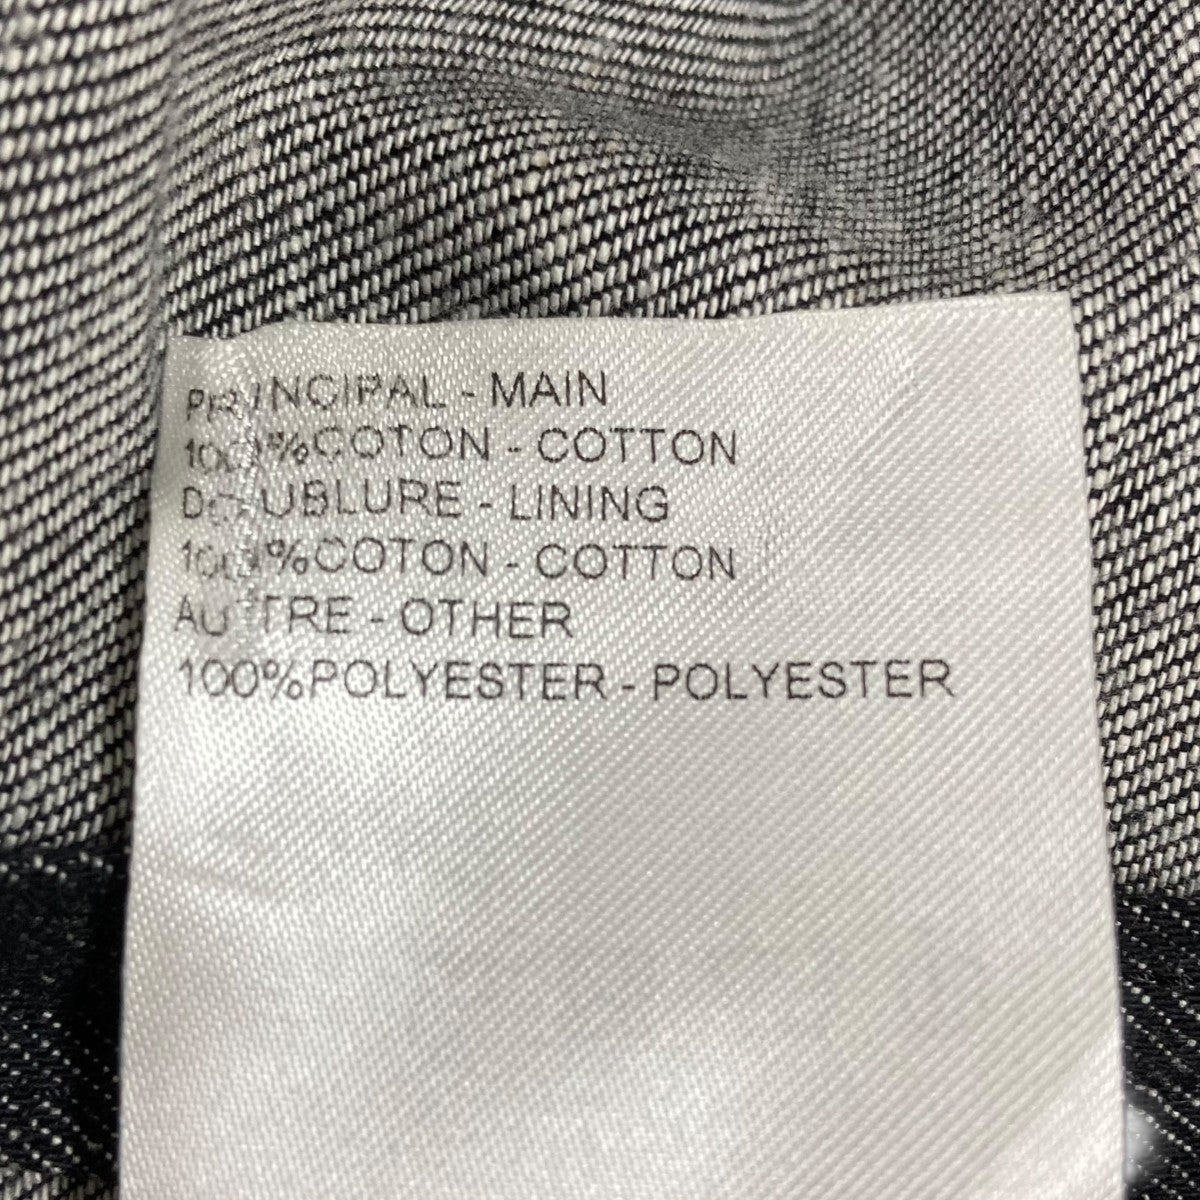 PRINCIPAL - MAIN
100%COTON - COTTON
DOUBLURE - LINING
100%COTON - COTTON
AUTRE - OTHER
100%POLYESTER - POLYESTER